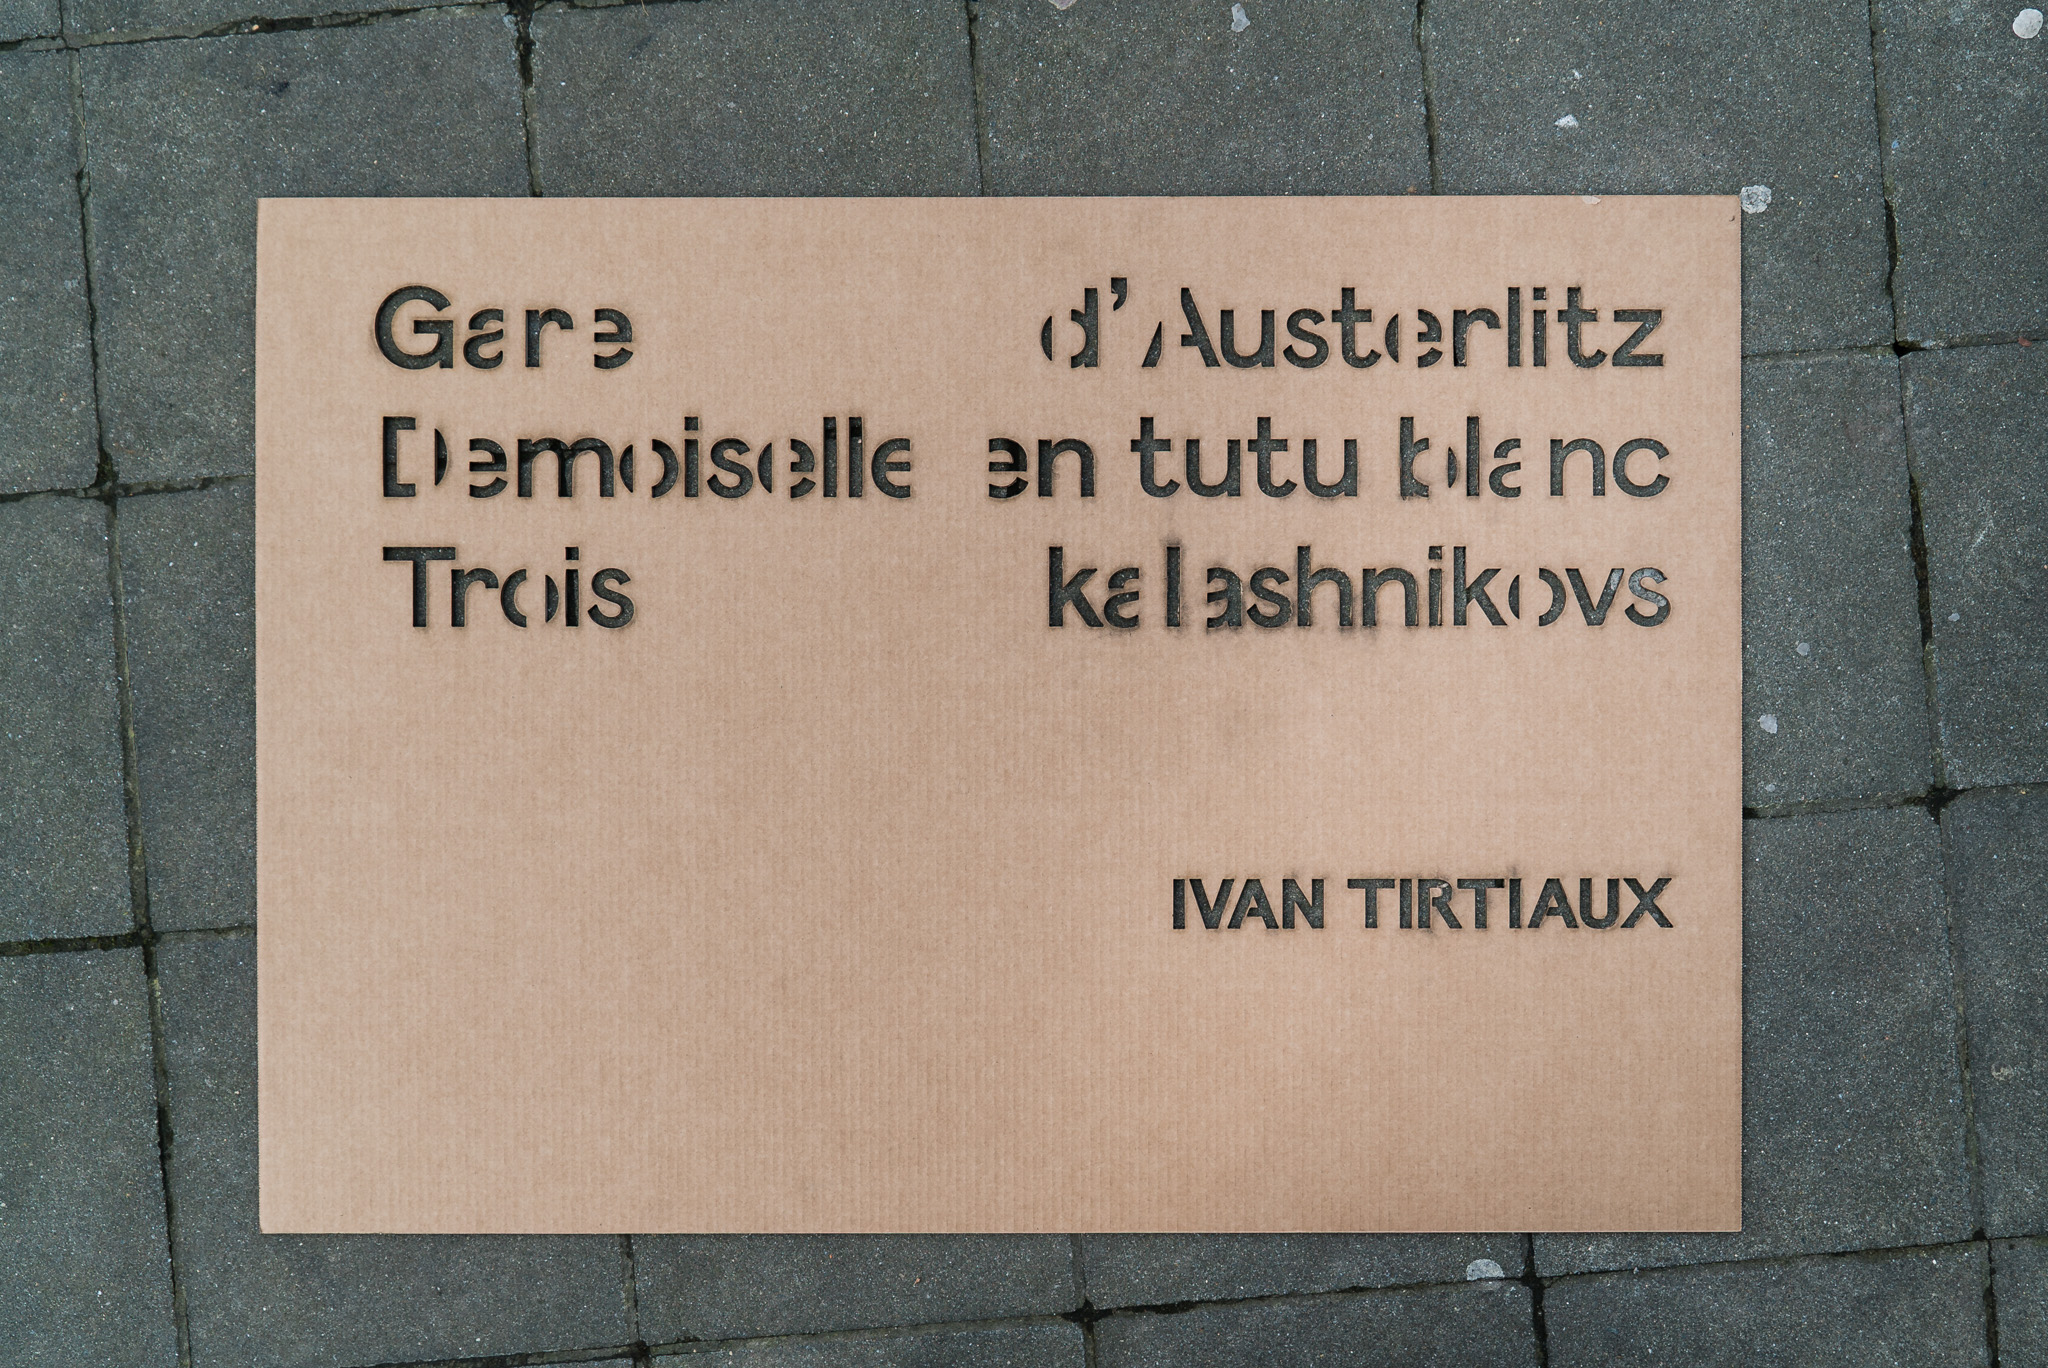 Gare d'Austerlitz
Demoiselle en tutu blanc
Trois kalashnikovs
IVAN TIRTIAUX